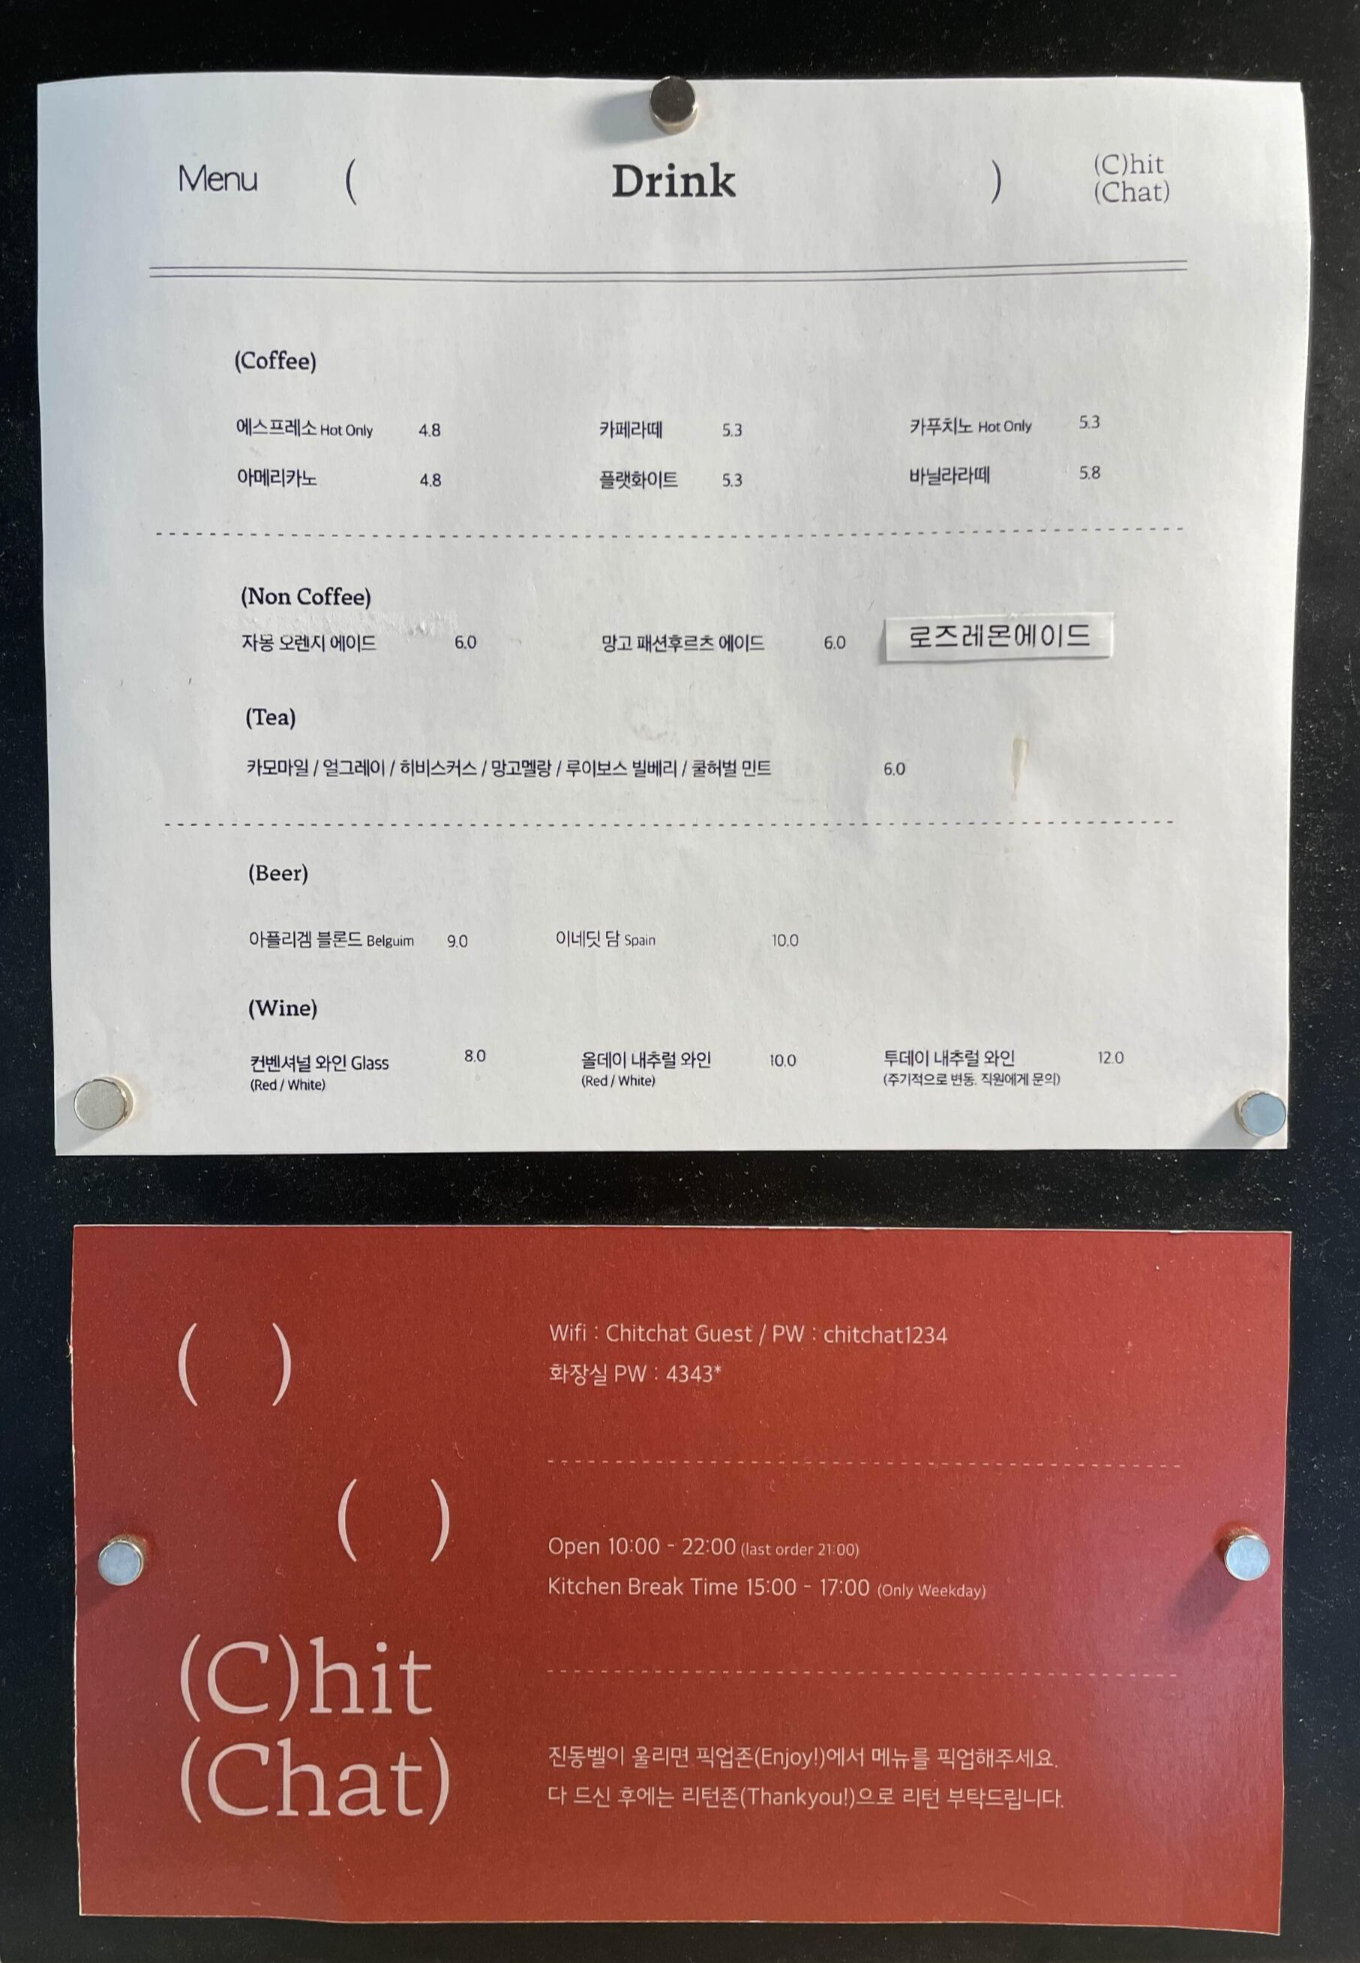 Menu ( Drink ) (C)hit
(Chat)
(Coffee)
에스프레소 Hot Only 4.8 카페라떼 5.3 카푸치노 Hot Only 5.3
아메리카노 4.8 플랫화이트 5.3 바닐라라떼 5.8
(Non Coffee)
자몽 오렌지 에이드 6.0 망고 패션후르츠 에이드 6.0 로즈레몬에이드
(Tea)
카모마일 / 얼그레이 / 히비스커스 / 망고멜랑 / 루이보스 빌베리 / 쿨허벌 민트 6.0
(Beer)
아플리겜 블론드 Belguim 9.0 이네딧 담 Spain 10.0
(Wine)
컨벤셔널 와인 Glass 8.0 올데이 내추럴 와인 10.0 투데이 내추럴 와인 12.0
(Red / White) (Red / White) (주기적으로 변동. 직원에게 문의)
( )
( )
(C)hit
(Chat)
Wifi : Chitchat Guest / PW : chitchat1234
화장실 PW : 4343*
Open 10:00 - 22:00 (last order 21:00)
Kitchen Break Time 15:00 - 17:00 (Only Weekday)
진동벨이 울리면 픽업존(Enjoy!)에서 메뉴를 픽업해주세요.
다 드신 후에는 리턴존(Thankyou!)으로 리턴 부탁드립니다.